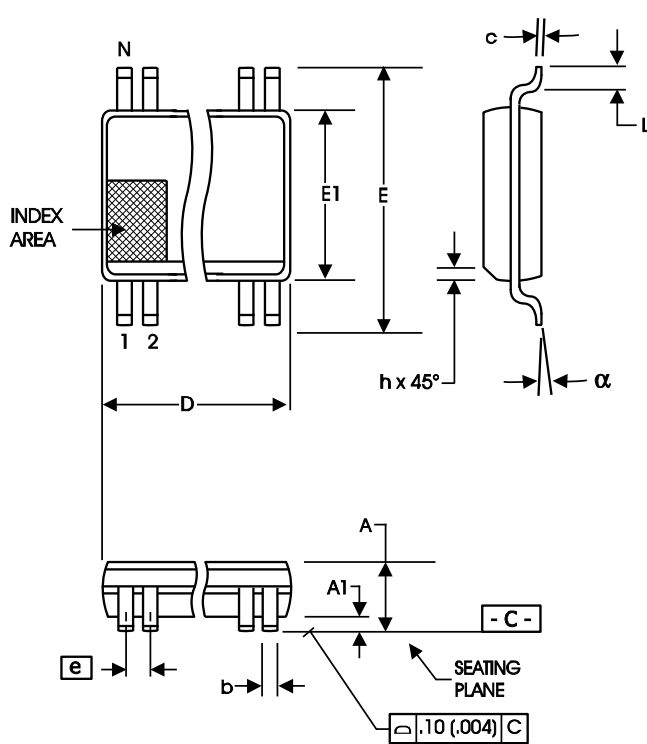 N
c
L
E1
E
INDEX
AREA
1 2
h x 45°
α
D
A
A1
- C -
e
b
SEATING
PLANE
.10 (.004) C